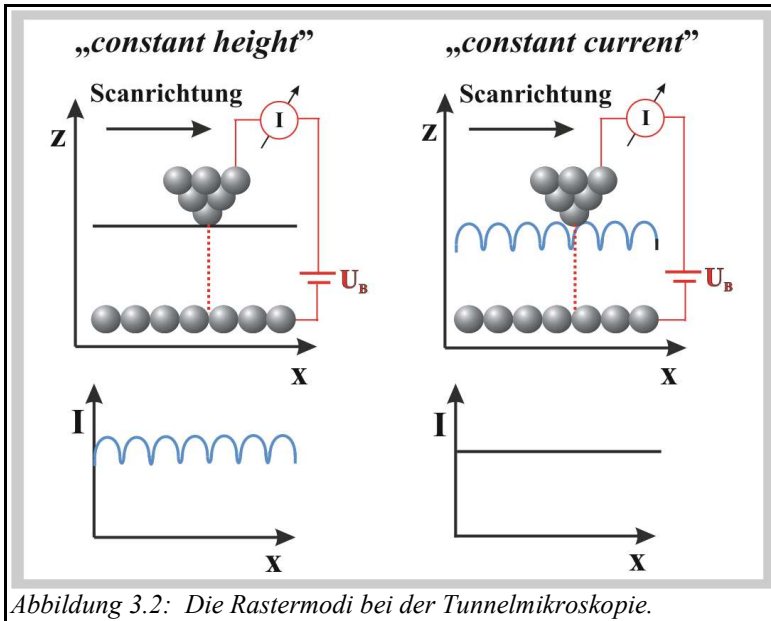 „constant height”
„constant current”
Scanrichtung
I
z
U_B
x
I
x
Scanrichtung
I
z
U_B
x
I
x
Abbildung 3.2: Die Rastermodi bei der Tunnelmikroskopie.